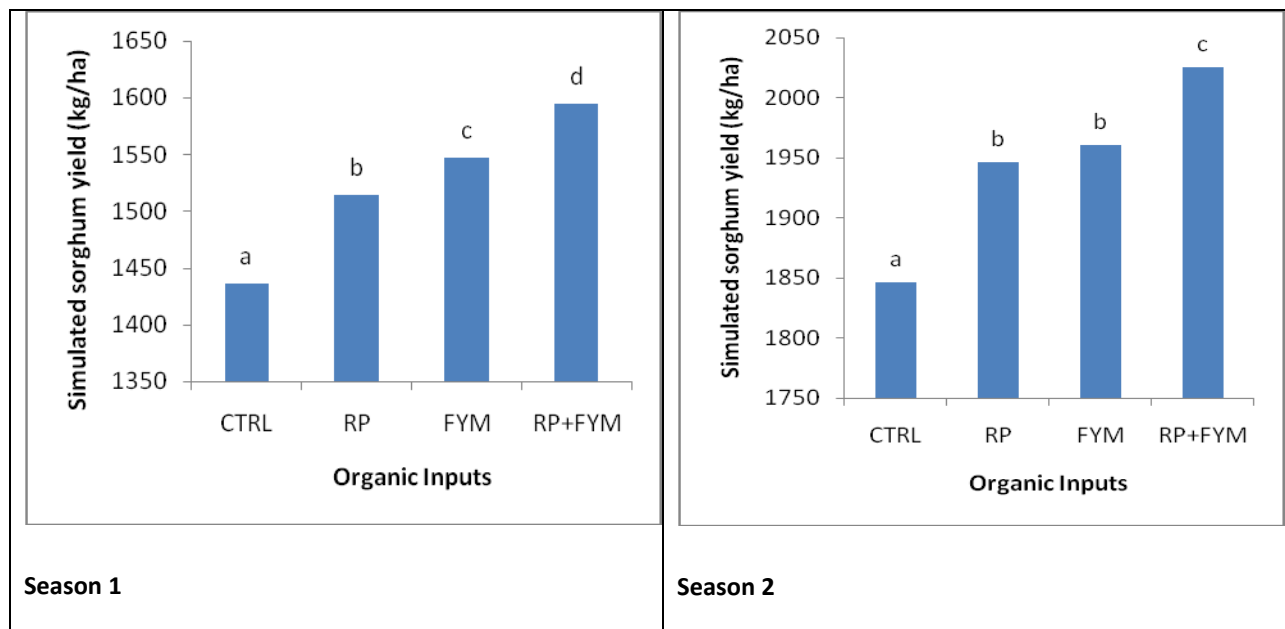 Simulated sorghum yield (kg/ha)
1650
1600
1550
1500
1450
1400
1350
a
b
c
d
CTRL RP FYM RP+FYM
Organic Inputs
Season 1
Simulated sorghum yield (kg/ha)
2050
2000
1950
1900
1850
1800
1750
a
b
b
c
CTRL RP FYM RP+FYM
Organic Inputs
Season 2